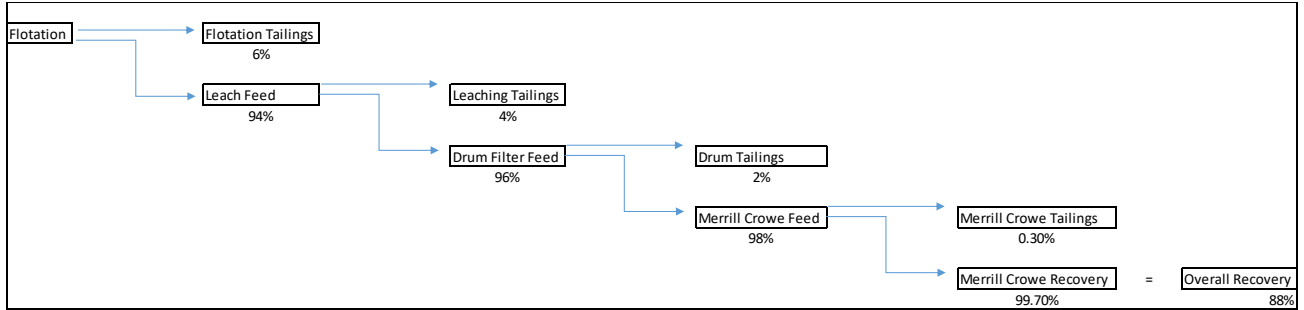 Flotation
Flotation Tailings
6%
Leach Feed
94%
Leaching Tailings
4%
Drum Filter Feed
96%
Drum Tailings
2%
Merrill Crowe Feed
98%
Merrill Crowe Tailings
0.30%
Merrill Crowe Recovery = Overall Recovery
99.70% 88%